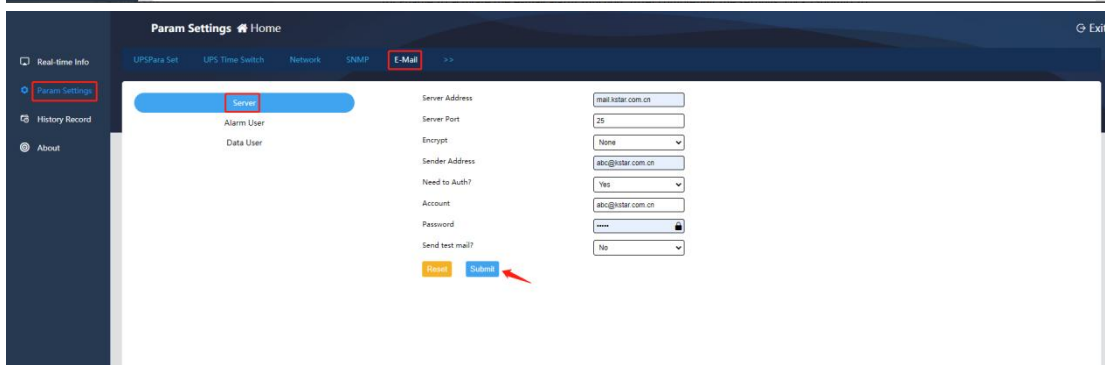 Param Settings Home
Exit
Real-time Info
Param Settings
History Record
About
UPSPara Set UPS Time Switch Network SNMP E-Mail >>
Server
Alarm User
Data User
Server Address mail.kstar.com.cn
Server Port 25
Encrypt None
Sender Address abc@kstar.com.cn
Need to Auth? Yes
Account abc@kstar.com.cn
Password •••••
Send test mail? No
Reset Submit